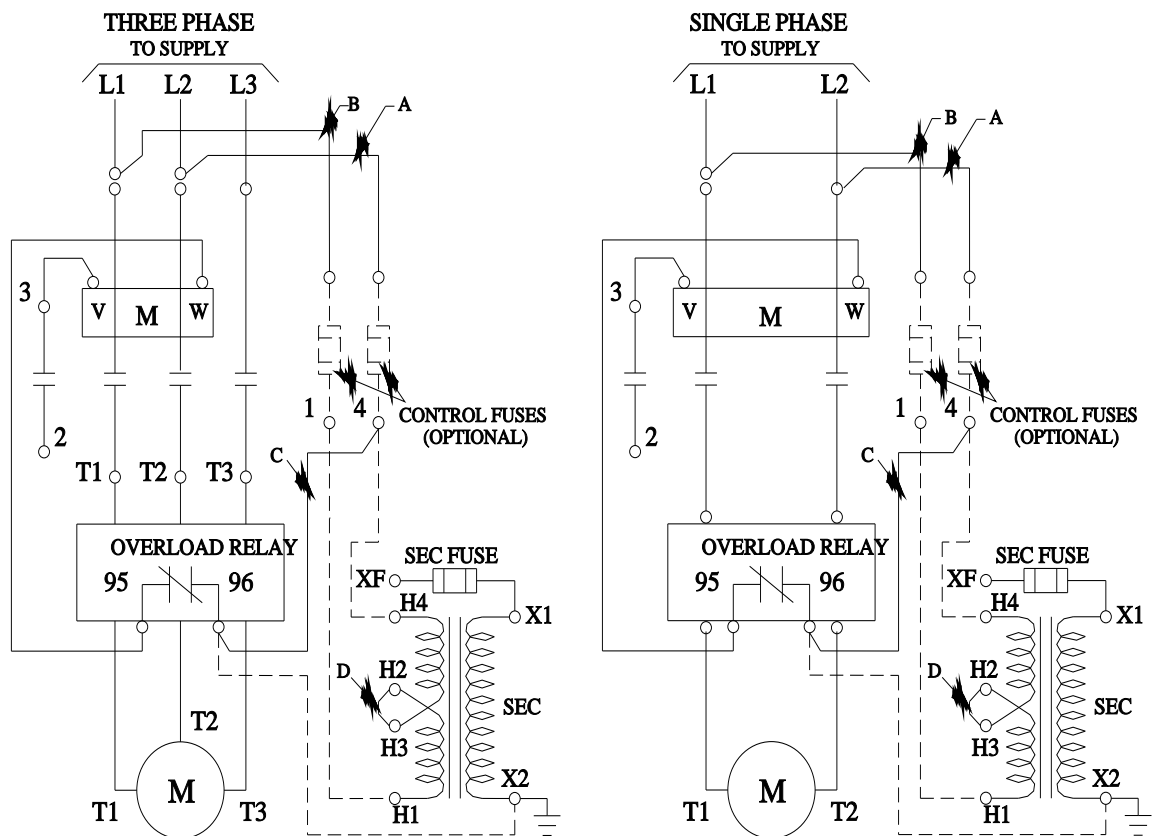 THREE PHASE
TO SUPPLY
L1 L2 L3
B
A
3
V M W
1 4
CONTROL FUSES
(OPTIONAL)
2
C
T1 T2 T3
OVERLOAD RELAY
95 96
SEC FUSE
XF
H4
X1
D
H2
H3
SEC
T2
M
T1
T3
X2
H1
SINGLE PHASE
TO SUPPLY
L1 L2
B
A
3
V M W
1 4
CONTROL FUSES
(OPTIONAL)
2
C
OVERLOAD RELAY
95 96
SEC FUSE
XF
H4
X1
D
H2
H3
SEC
M
T1
T2
X2
H1